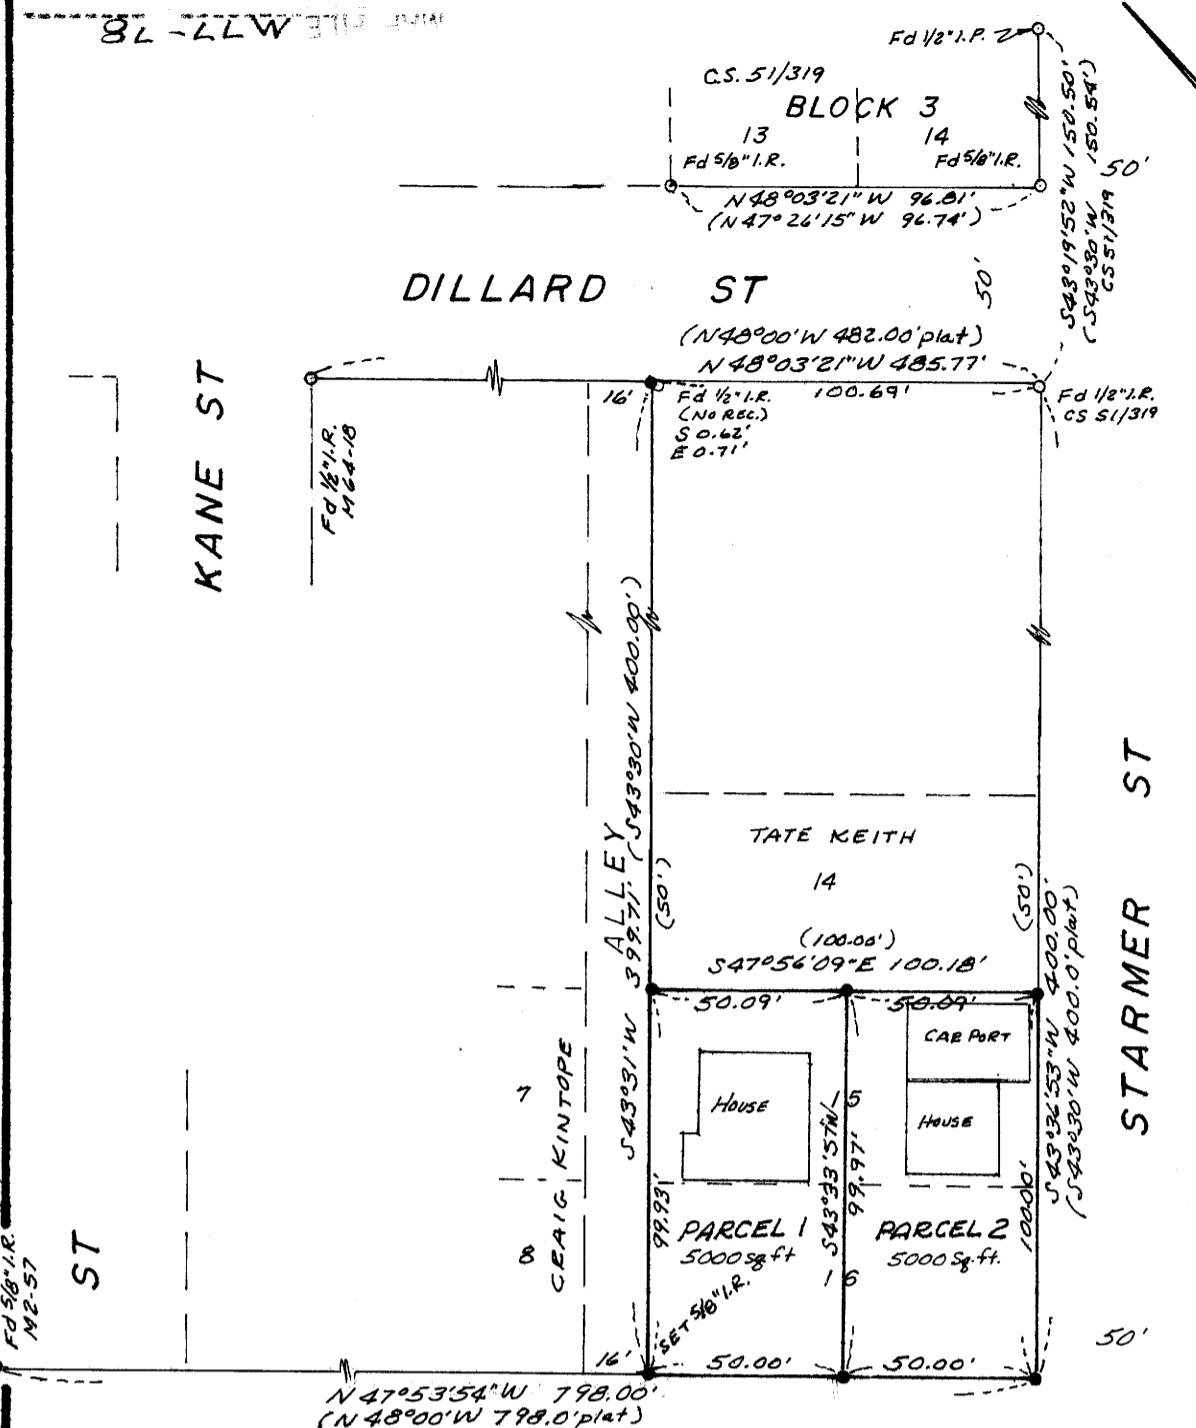 M77-78
Fd 1/2" I.P.
C.S. 51/319
BLOCK 3
13
14
Fd 5/8" I.R.
Fd 5/8" I.R.
N48°03'21"W 96.81'
(N47°26'15"W 96.74')
S43°19'52"W 150.50'
(S43°30'W 150.54')
CS 51/319
50'
50'
DILLARD ST
(N48°00'W 482.00' plat)
N48°03'21"W 485.77'
100.69'
16'
Fd 1/2" I.R.
(NO REC.)
S 0.62'
E 0.71'
Fd 1/2" I.R.
CS 51/319
KANE ST
Fd 1/2" I.R.
M64-18
ALLEY
S43°31'W 399.71' (S43°30'W 400.00')
TATE KEITH
14
(50')
(50')
(100.00')
S47°56'09"E 100.18'
50.09'
50.09'
CAR PORT
HOUSE
HOUSE
15
S43°33'57"W
99.97'
99.93'
100.00'
S43°36'53"W 400.00'
(S43°30'W 400.0' plat)
STARMER ST
7
8
CRAIG KINTOPE
PARCEL 1
5000 sq ft
PARCEL 2
5000 Sq. ft.
16
SET 5/8" I.R.
ST
Fd 5/8" I.R.
M2-57
16'
50.00'
50.00'
50'
N 47°53'54"W 798.00'
(N 48°00'W 798.0' plat)